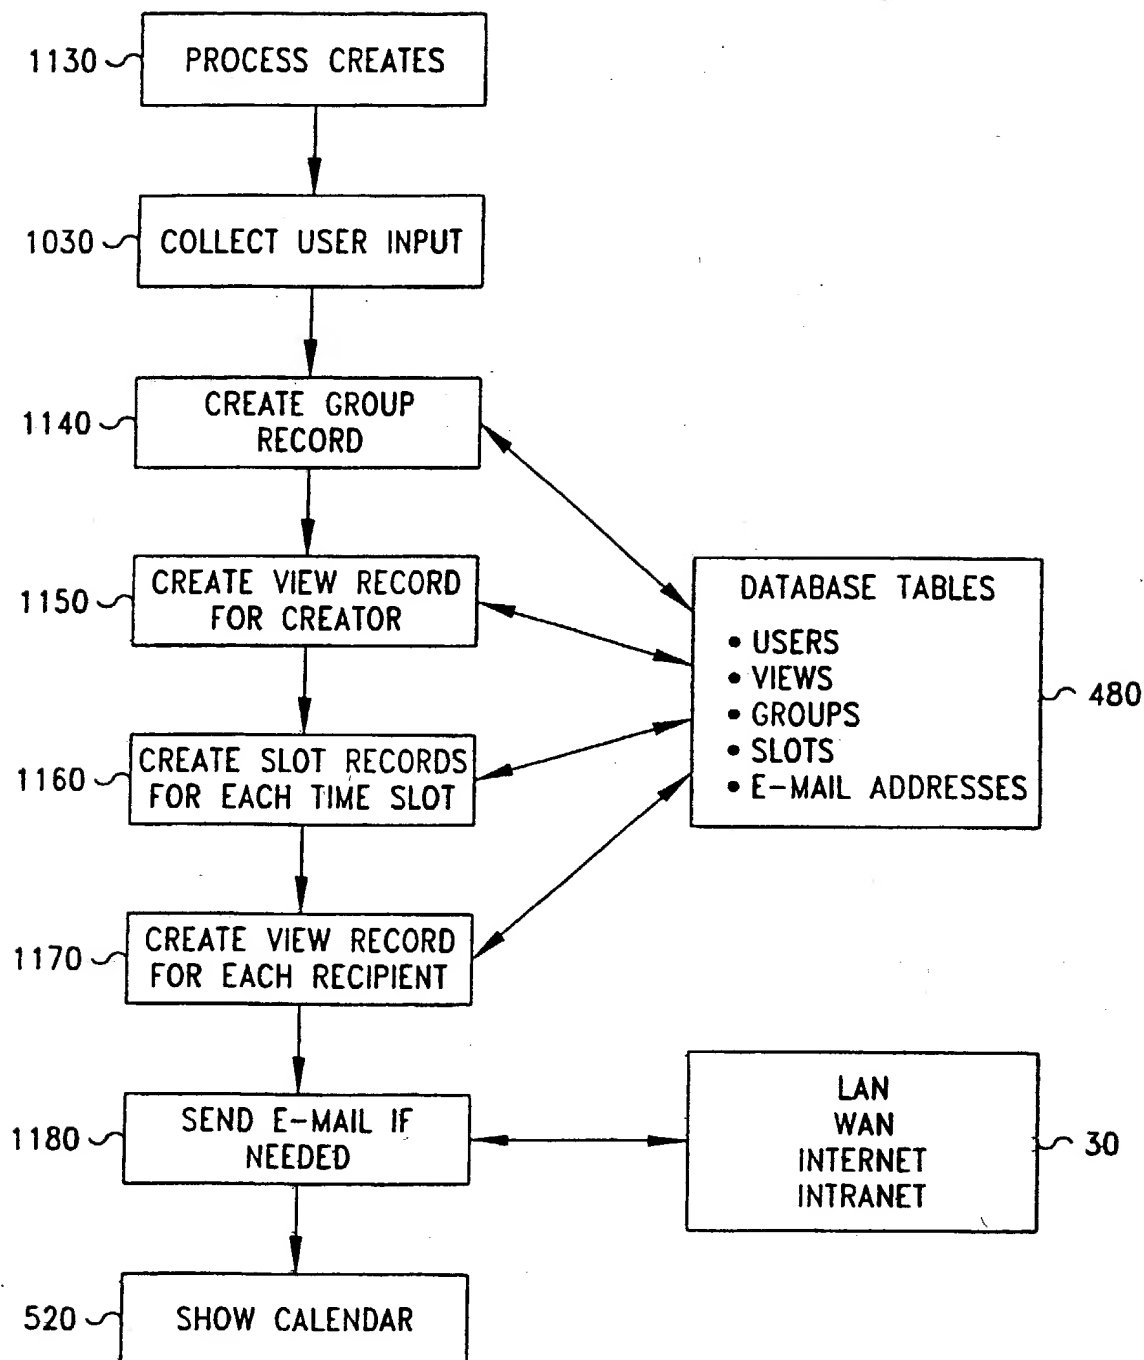 1130 PROCESS CREATES
1030 COLLECT USER INPUT
1140 CREATE GROUP
RECORD
1150 CREATE VIEW RECORD
FOR CREATOR
1160 CREATE SLOT RECORDS
FOR EACH TIME SLOT
1170 CREATE VIEW RECORD
FOR EACH RECIPIENT
1180 SEND E-MAIL IF
NEEDED
520 SHOW CALENDAR
DATABASE TABLES
• USERS
• VIEWS
• GROUPS
• SLOTS
• E-MAIL ADDRESSES
480
LAN
WAN
INTERNET
INTRANET
30